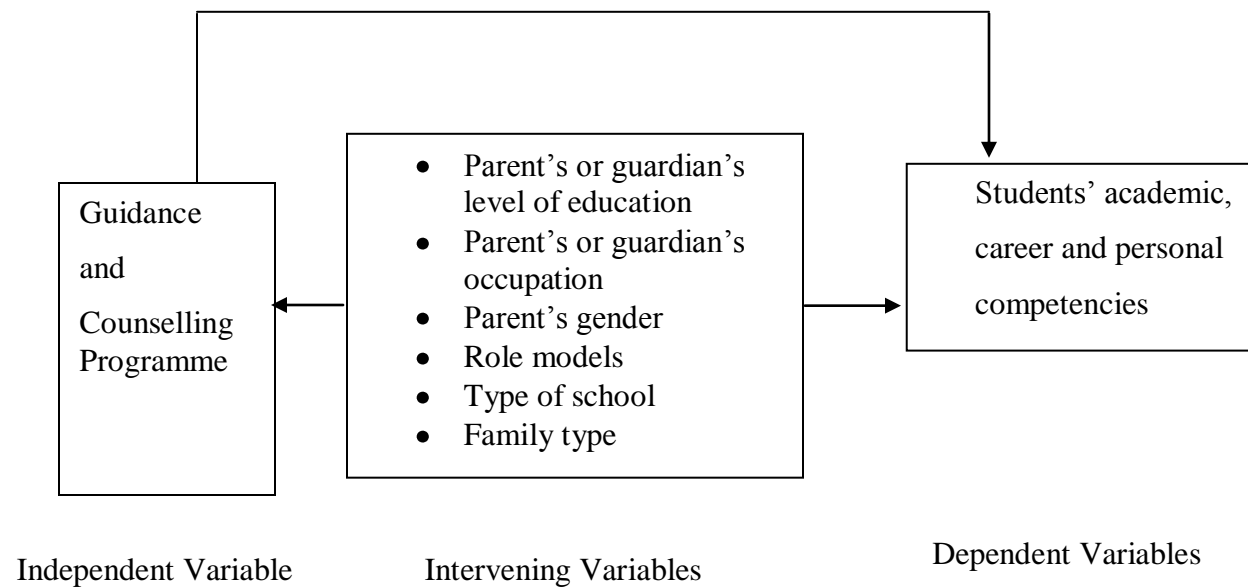 Guidance
and
Counselling
Programme
● Parent’s or guardian’s
level of education
● Parent’s or guardian’s
occupation
● Parent’s gender
● Role models
● Type of school
● Family type
Students’ academic,
career and personal
competencies
Independent Variable
Intervening Variables
Dependent Variables